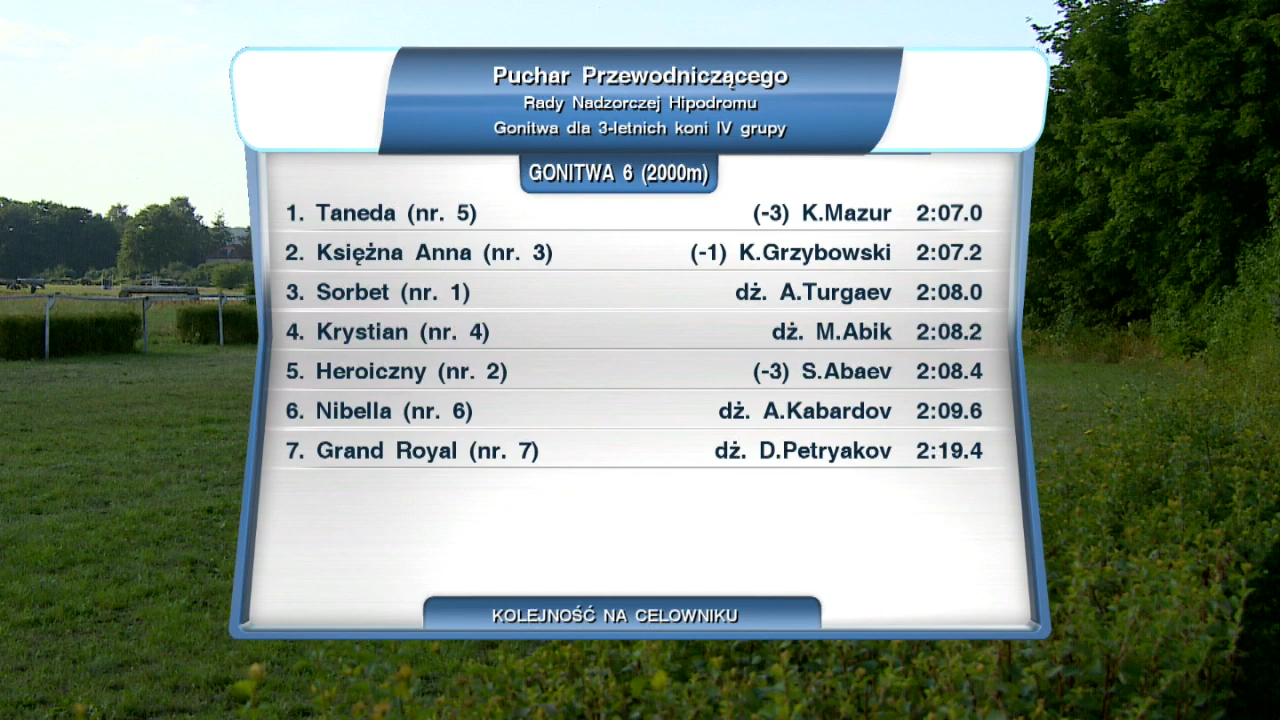 Puchar Przewodniczącego
Rady Nadzorczej Hipodromu
Gonitwa dla 3-letnich koni IV grupy
GONITWA 6 (2000m)
1. Taneda (nr. 5) (-3) K.Mazur 2:07.0
2. Księżna Anna (nr. 3) (-1) K.Grzybowski 2:07.2
3. Sorbet (nr. 1) dż. A.Turgaev 2:08.0
4. Krystian (nr. 4) dż. M.Abik 2:08.2
5. Heroiczny (nr. 2) (-3) S.Abaev 2:08.4
6. Nibella (nr. 6) dż. A.Kabardov 2:09.6
7. Grand Royal (nr. 7) dż. D.Petryakov 2:19.4
KOLEJNOŚĆ NA CELOWNIKU